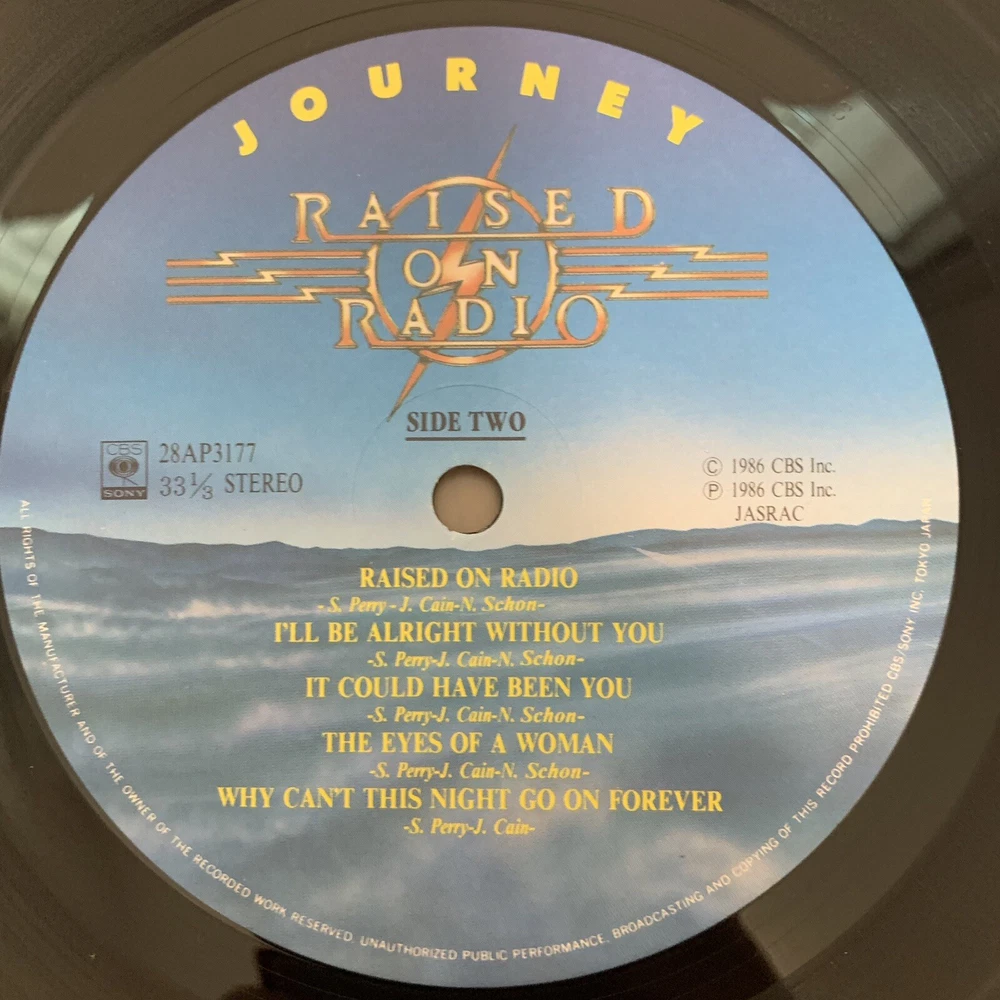 JOURNEY
RAISED
ON
RADIO
SIDE TWO
CBS
SONY
28AP3177
33 1/3 STEREO
Ⓒ 1986 CBS Inc.
Ⓟ 1986 CBS Inc.
JASRAC
RAISED ON RADIO
- S. Perry - J. Cain-N. Schon-
I'LL BE ALRIGHT WITHOUT YOU
-S. Perry-J. Cain-N. Schon-
IT COULD HAVE BEEN YOU
-S. Perry-J. Cain-N. Schon-
THE EYES OF A WOMAN
-S. Perry-J. Cain-N. Schon-
WHY CAN'T THIS NIGHT GO ON FOREVER
-S. Perry-J. Cain-
ALL RIGHTS OF THE MANUFACTURER AND OF THE OWNER OF THE RECORDED WORK RESERVED. UNAUTHORIZED PUBLIC PERFORMANCE. BROADCASTING AND COPYING OF THIS RECORD PROHIBITED CBS/SONY INC. TOKYO JAPAN